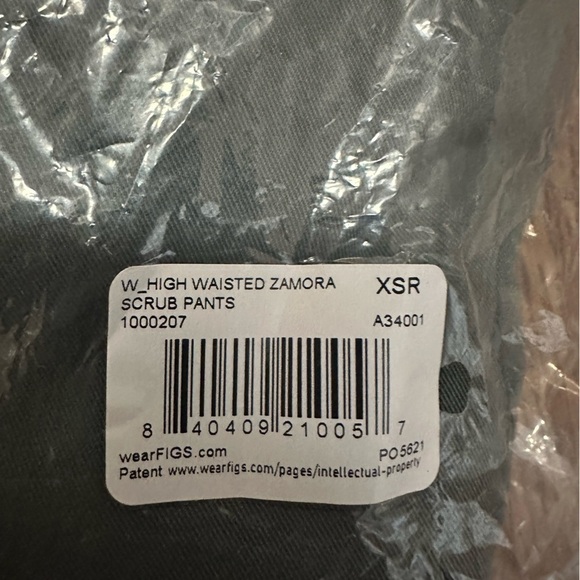 W_HIGH WAISTED ZAMORA XSR
SCRUB PANTS
1000207 A34001
8 40409 21005 7
wearFIGS.com PO5621
Patent www.wearfigs.com/pages/intellectual-property